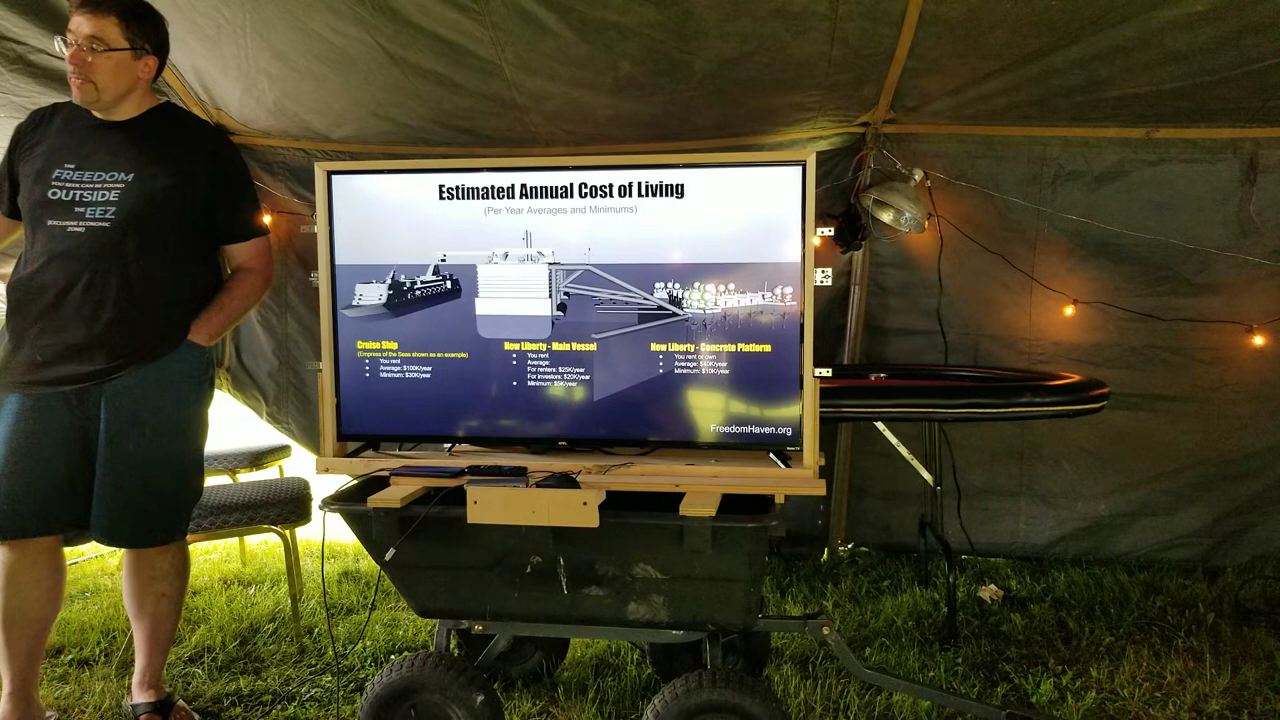 THE
FREEDOM
YOU SEEK CAN BE FOUND
OUTSIDE
THE EEZ
(EXCLUSIVE ECONOMIC
ZONE)
Estimated Annual Cost of Living
(Per Year Averages and Minimums)
Cruise Ship
(Empress of the Seas shown as an example)
You rent
Average: $100K/year
Minimum: $30K/year
New Liberty - Main Vessel
You rent
Average:
For renters: $25K/year
For investors: $20K/year
Minimum: $5K/year
New Liberty - Concrete Platform
You rent or own
Average: $40K/year
Minimum: $10K/year
FreedomHaven.org